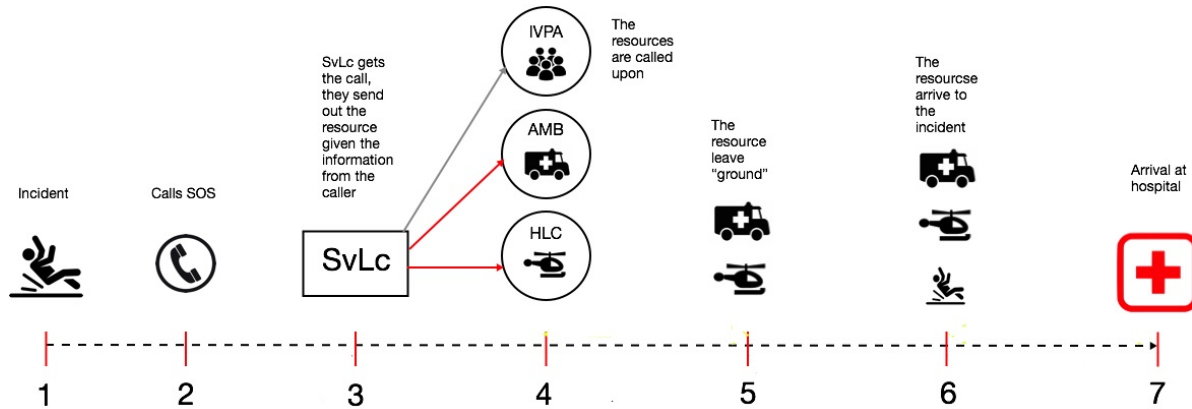 Incident
Calls SOS
SvLc gets
the call,
they send
out the
resource
given the
information
from the
caller
SvLc
IVPA
AMB
HLC
The
resources
are called
upon
The
resource
leave
"ground"
The
resourcse
arrive to
the
incident
Arrival at
hospital
1
2
3
4
5
6
7